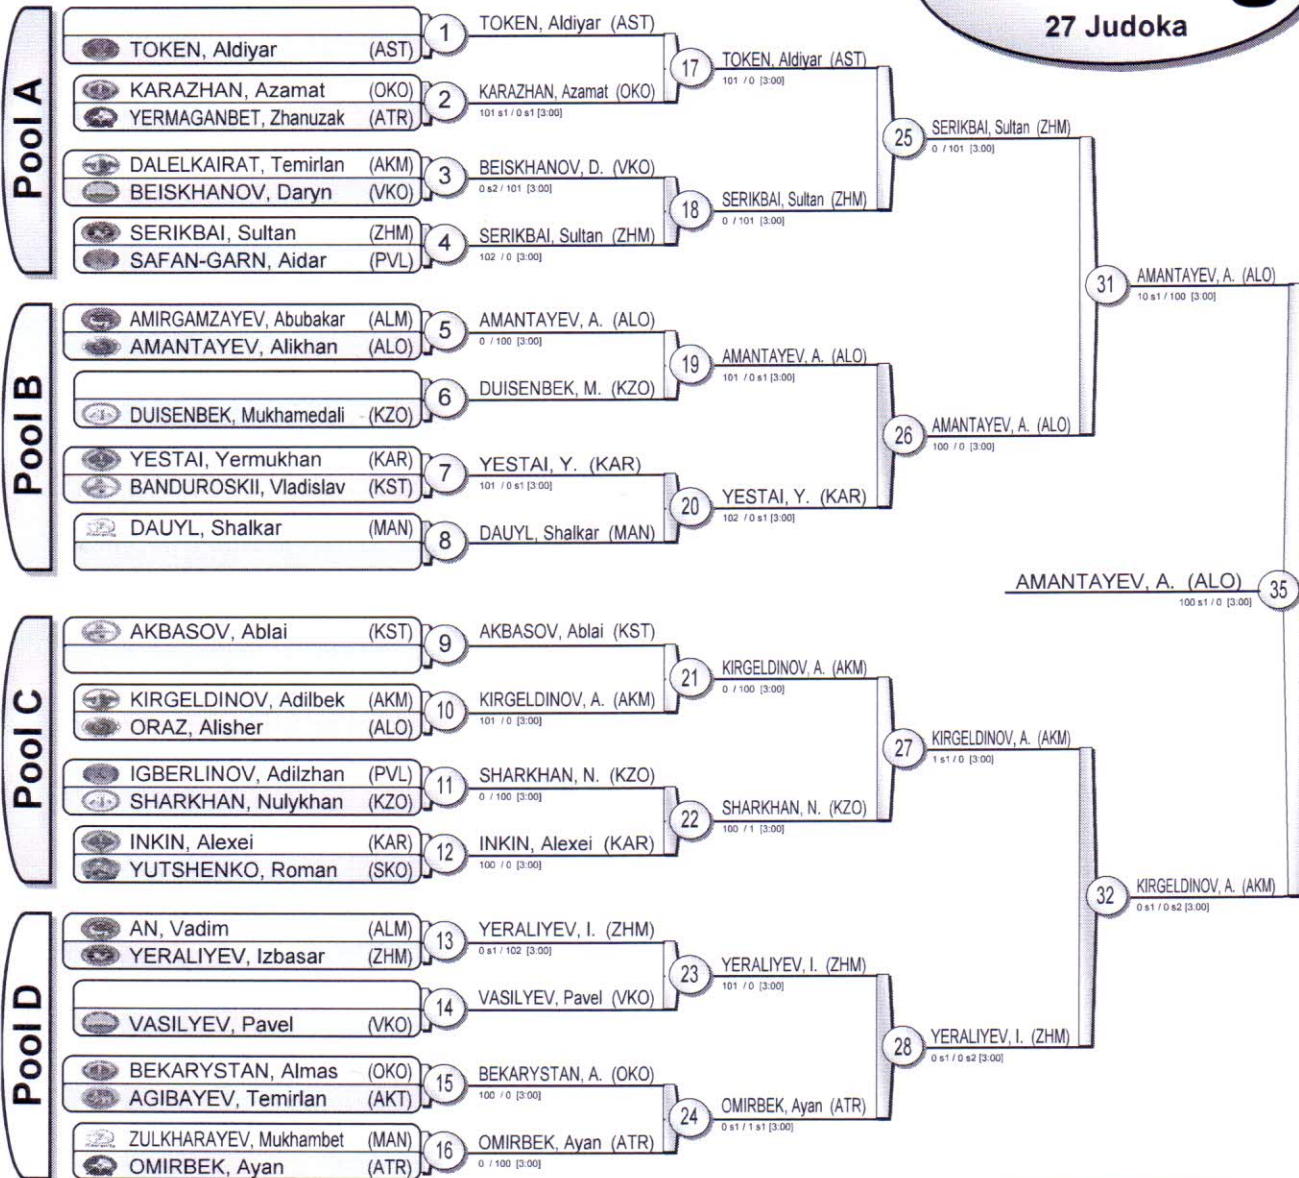 27 Judoka
Pool A
TOKEN, Aldiyar (AST)
KARAZHAN, Azamat (OKO)
YERMAGANBET, Zhanuzak (ATR)
DALELKAIRAT, Temirlan (AKM)
BEISKHANOV, Daryn (VKO)
SERIKBAI, Sultan (ZHM)
SAFAN-GARN, Aidar (PVL)
1 TOKEN, Aldiyar (AST)
2 KARAZHAN, Azamat (OKO)
101 s1 / 0 s1 [3:00]
3 BEISKHANOV, D. (VKO)
0 s2 / 101 [3:00]
4 SERIKBAI, Sultan (ZHM)
102 / 0 [3:00]
17 TOKEN, Aldiyar (AST)
101 / 0 [3:00]
18 SERIKBAI, Sultan (ZHM)
0 / 101 [3:00]
25 SERIKBAI, Sultan (ZHM)
0 / 101 [3:00]
Pool B
AMIRGAMZAYEV, Abubakar (ALM)
AMANTAYEV, Alikhan (ALO)
DUISENBEK, Mukhamedali (KZO)
YESTAI, Yermukhan (KAR)
BANDUROSKII, Vladislav (KST)
DAUYL, Shalkar (MAN)
5 AMANTAYEV, A. (ALO)
0 / 100 [3:00]
6 DUISENBEK, M. (KZO)
7 YESTAI, Y. (KAR)
101 / 0 s1 [3:00]
8 DAUYL, Shalkar (MAN)
19 AMANTAYEV, A. (ALO)
101 / 0 s1 [3:00]
20 YESTAI, Y. (KAR)
102 / 0 s1 [3:00]
26 AMANTAYEV, A. (ALO)
100 / 0 [3:00]
31 AMANTAYEV, A. (ALO)
10 s1 / 100 [3:00]
AMANTAYEV, A. (ALO) 35
100 s1 / 0 [3:00]
Pool C
AKBASOV, Ablai (KST)
KIRGELDINOV, Adilbek (AKM)
ORAZ, Alisher (ALO)
IGBERLINOV, Adilzhan (PVL)
SHARKHAN, Nulykhan (KZO)
INKIN, Alexei (KAR)
YUTSHENKO, Roman (SKO)
9 AKBASOV, Ablai (KST)
10 KIRGELDINOV, A. (AKM)
101 / 0 [3:00]
11 SHARKHAN, N. (KZO)
0 / 100 [3:00]
12 INKIN, Alexei (KAR)
100 / 0 [3:00]
21 KIRGELDINOV, A. (AKM)
0 / 100 [3:00]
22 SHARKHAN, N. (KZO)
100 / 1 [3:00]
27 KIRGELDINOV, A. (AKM)
1 s1 / 0 [3:00]
Pool D
AN, Vadim (ALM)
YERALIYEV, Izbasar (ZHM)
VASILYEV, Pavel (VKO)
BEKARYSTAN, Almas (OKO)
AGIBAYEV, Temirlan (AKT)
ZULKHARAYEV, Mukhambet (MAN)
OMIRBEK, Ayan (ATR)
13 YERALIYEV, I. (ZHM)
0 s1 / 102 [3:00]
14 VASILYEV, Pavel (VKO)
15 BEKARYSTAN, A. (OKO)
100 / 0 [3:00]
16 OMIRBEK, Ayan (ATR)
0 / 100 [3:00]
23 YERALIYEV, I. (ZHM)
101 / 0 [3:00]
24 OMIRBEK, Ayan (ATR)
0 s1 / 1 s1 [3:00]
28 YERALIYEV, I. (ZHM)
0 s1 / 0 s2 [3:00]
32 KIRGELDINOV, A. (AKM)
0 s1 / 0 s2 [3:00]